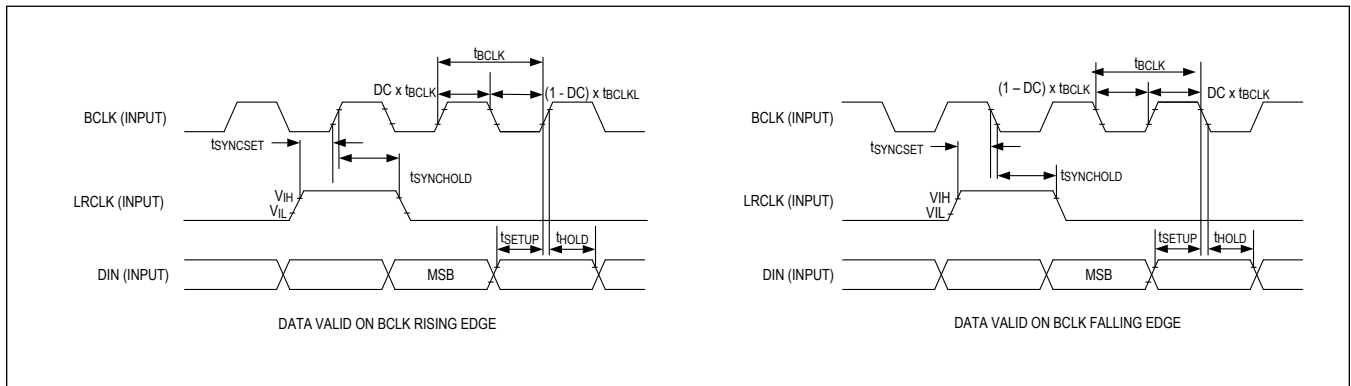 tBCLK
DC x tBCLK
(1 - DC) x tBCLKL
BCLK (INPUT)
tSYNCSET
tSYNCHOLD
VIH
LRCLK (INPUT)
VIL
tSETUP
tHOLD
DIN (INPUT)
MSB
DATA VALID ON BCLK RISING EDGE
tBCLK
(1 – DC) x tBCLK
DC x tBCLK
BCLK (INPUT)
tSYNCSET
tSYNCHOLD
VIH
LRCLK (INPUT)
VIL
tSETUP
tHOLD
DIN (INPUT)
MSB
DATA VALID ON BCLK FALLING EDGE